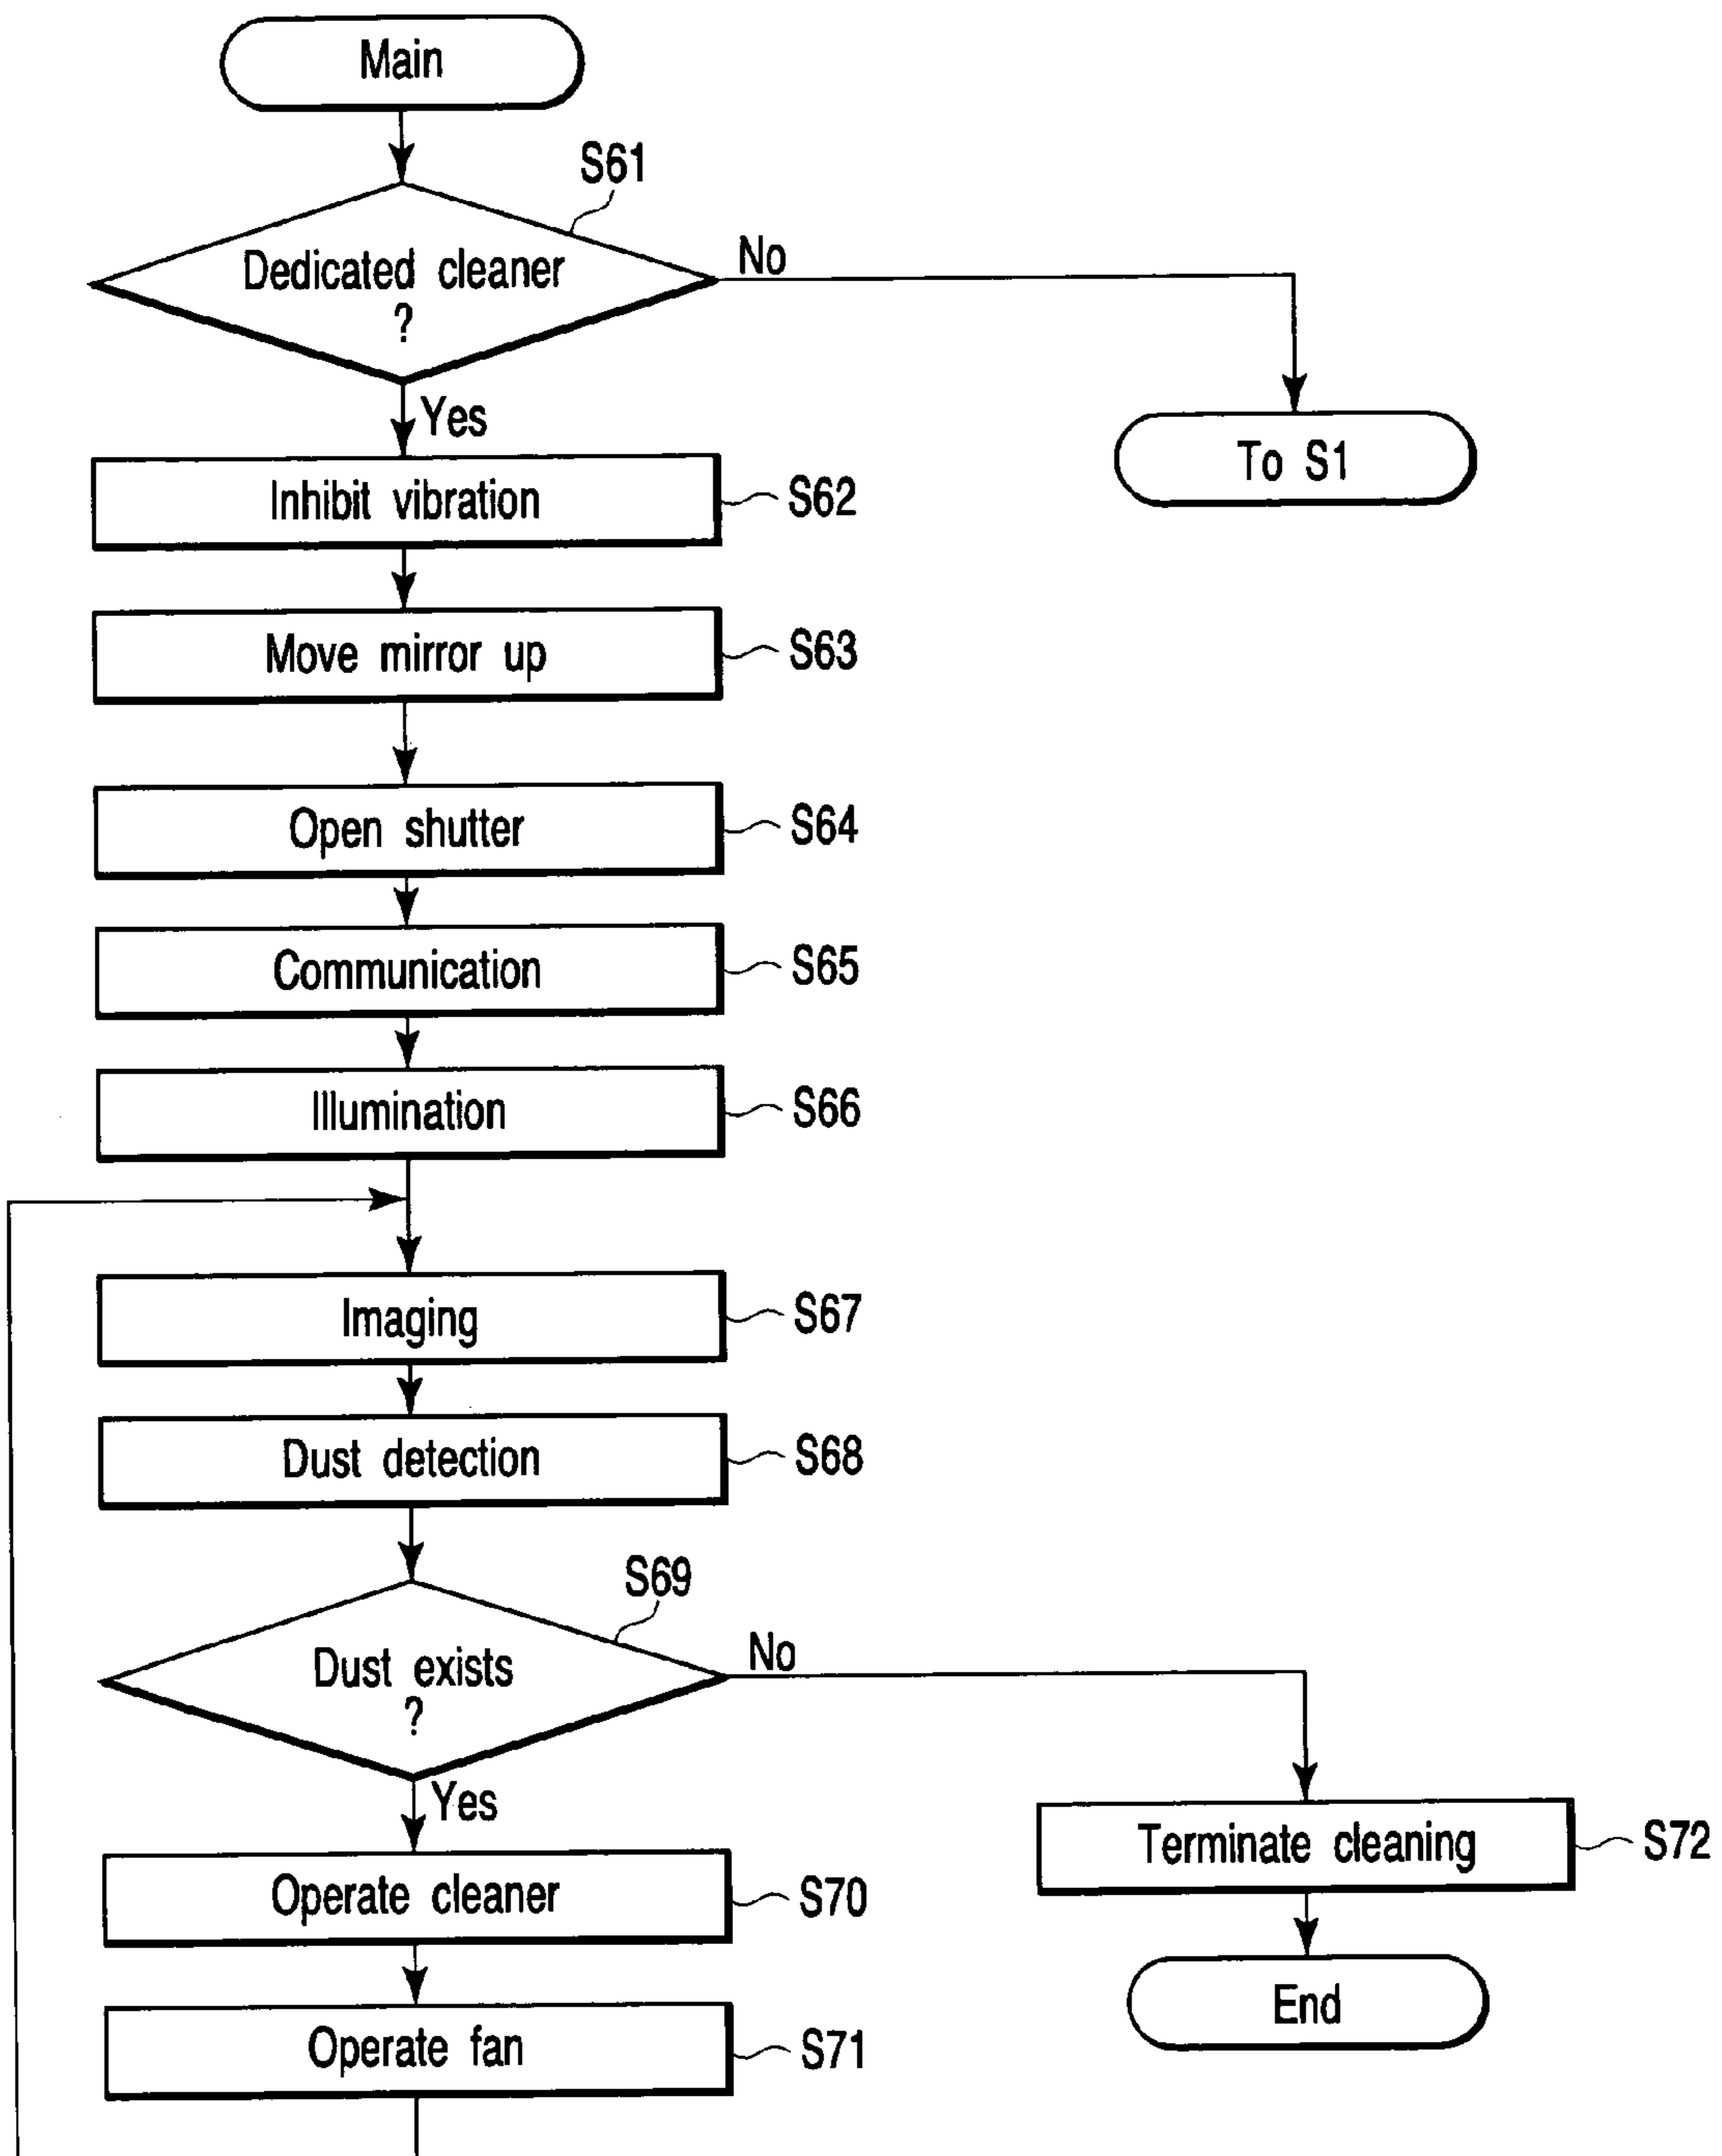 Main
S61
Dedicated cleaner
?
No
Yes
To S1
Inhibit vibration
S62
Move mirror up
S63
Open shutter
S64
Communication
S65
Illumination
S66
Imaging
S67
Dust detection
S68
S69
Dust exists
?
No
Yes
Terminate cleaning
S72
Operate cleaner
S70
End
Operate fan
S71